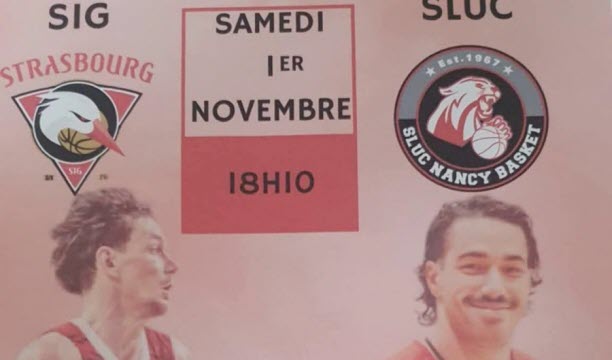 SIG
SAMEDI
1ER
NOVEMBRE
18H10
SLUC
STRASBOURG
SIG
Est.1967
SLUC NANCY BASKET